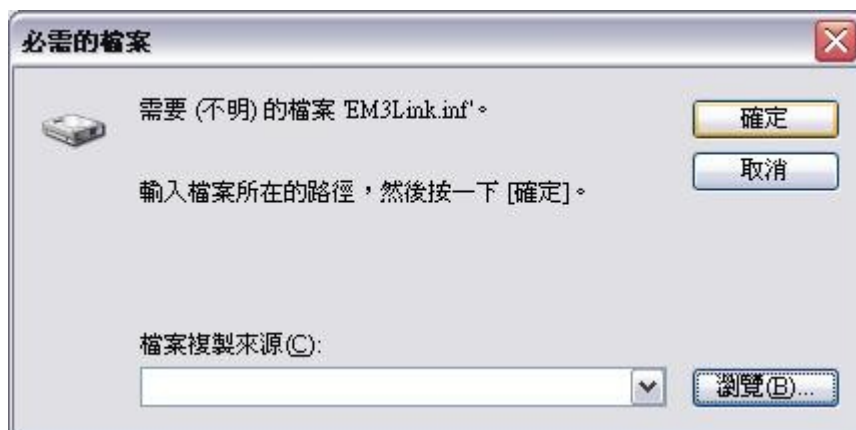 必需的檔案
需要 (不明) 的檔案 'EM3Link.inf'。
確定
取消
輸入檔案所在的路徑，然後按一下 [確定]。
檔案複製來源(C):
瀏覽(B)...